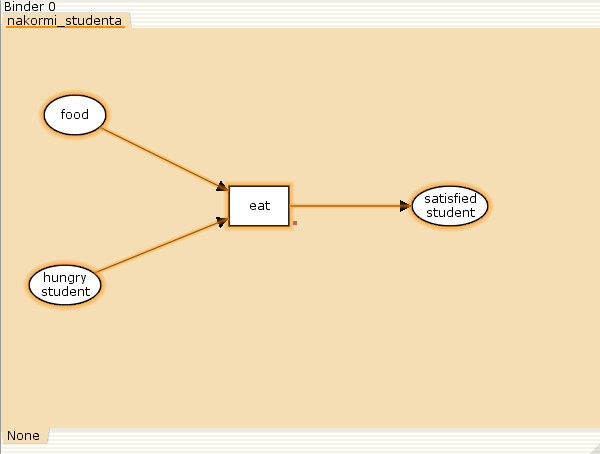 Binder 0
nakormi_studenta
food
eat
satisfied
student
hungry
student
None